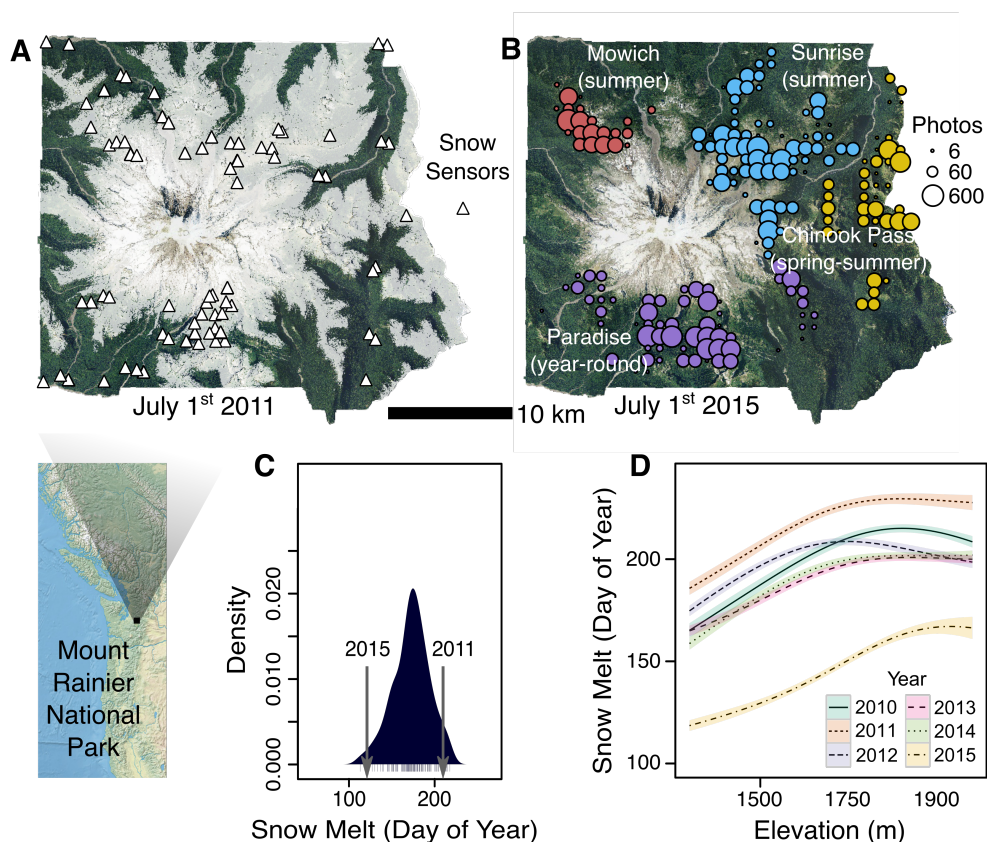 A
B
Mowich
(summer)
Sunrise
(summer)
Snow
Sensors
Photos
6
60
600
Chinook Pass
(spring-summer)
Paradise
(year-round)
July 1st 2011
10 km
July 1st 2015
Mount
Rainier
National
Park
C
Density
0.000
0.010
0.020
2015
2011
100
200
Snow Melt (Day of Year)
D
Snow Melt (Day of Year)
200
150
100
Year
2010
2013
2011
2014
2012
2015
1500
1750
1900
Elevation (m)